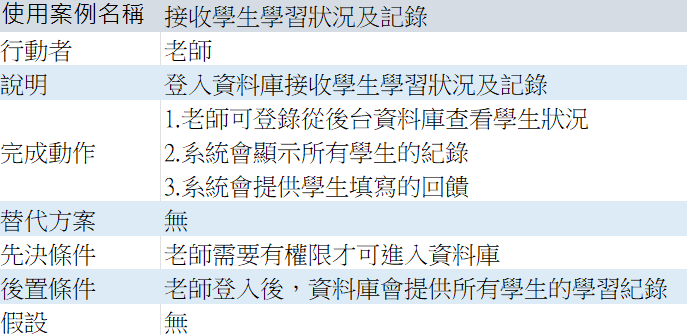 使用案例名稱 接收學生學習狀況及記錄
行動者 老師
說明 登入資料庫接收學生學習狀況及記錄
完成動作 1.老師可登錄從後台資料庫查看學生狀況
2.系統會顯示所有學生的紀錄
3.系統會提供學生填寫的回饋
替代方案 無
先決條件 老師需要有權限才可進入資料庫
後置條件 老師登入後，資料庫會提供所有學生的學習紀錄
假設 無